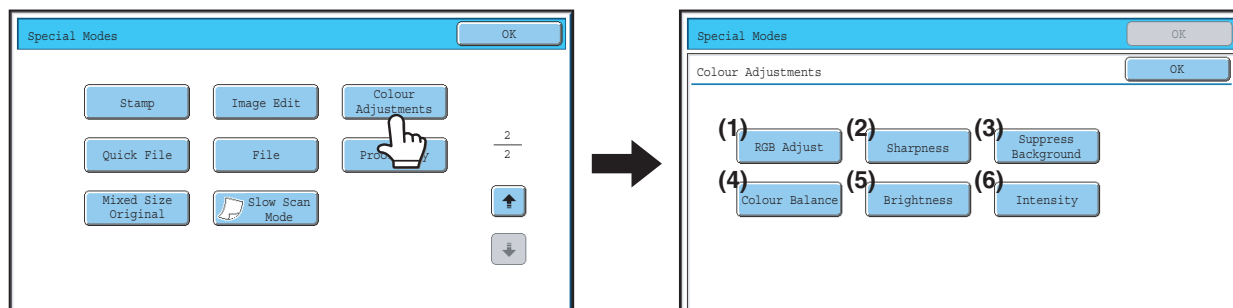 Special Modes
OK
Stamp
Image Edit
Colour
Adjustments
Quick File
File
2
2
Mixed Size
Original
Slow Scan
Mode
Special Modes
OK
Colour Adjustments
OK
(1)
RGB Adjust
(2)
Sharpness
(3)
Suppress
Background
(4)
Colour Balance
(5)
Brightness
(6)
Intensity